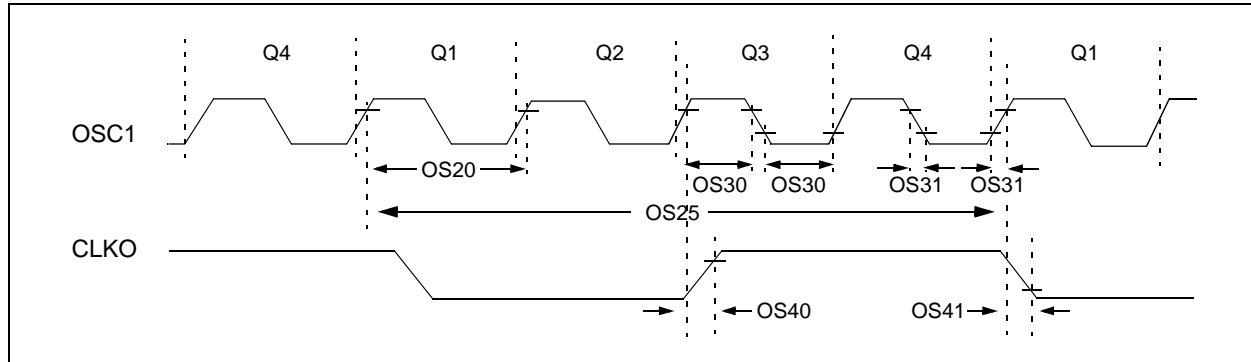 Q4 Q1 Q2 Q3 Q4 Q1
OSC1
OS20
OS30 OS30 OS31 OS31
OS25
CLKO
OS40 OS41